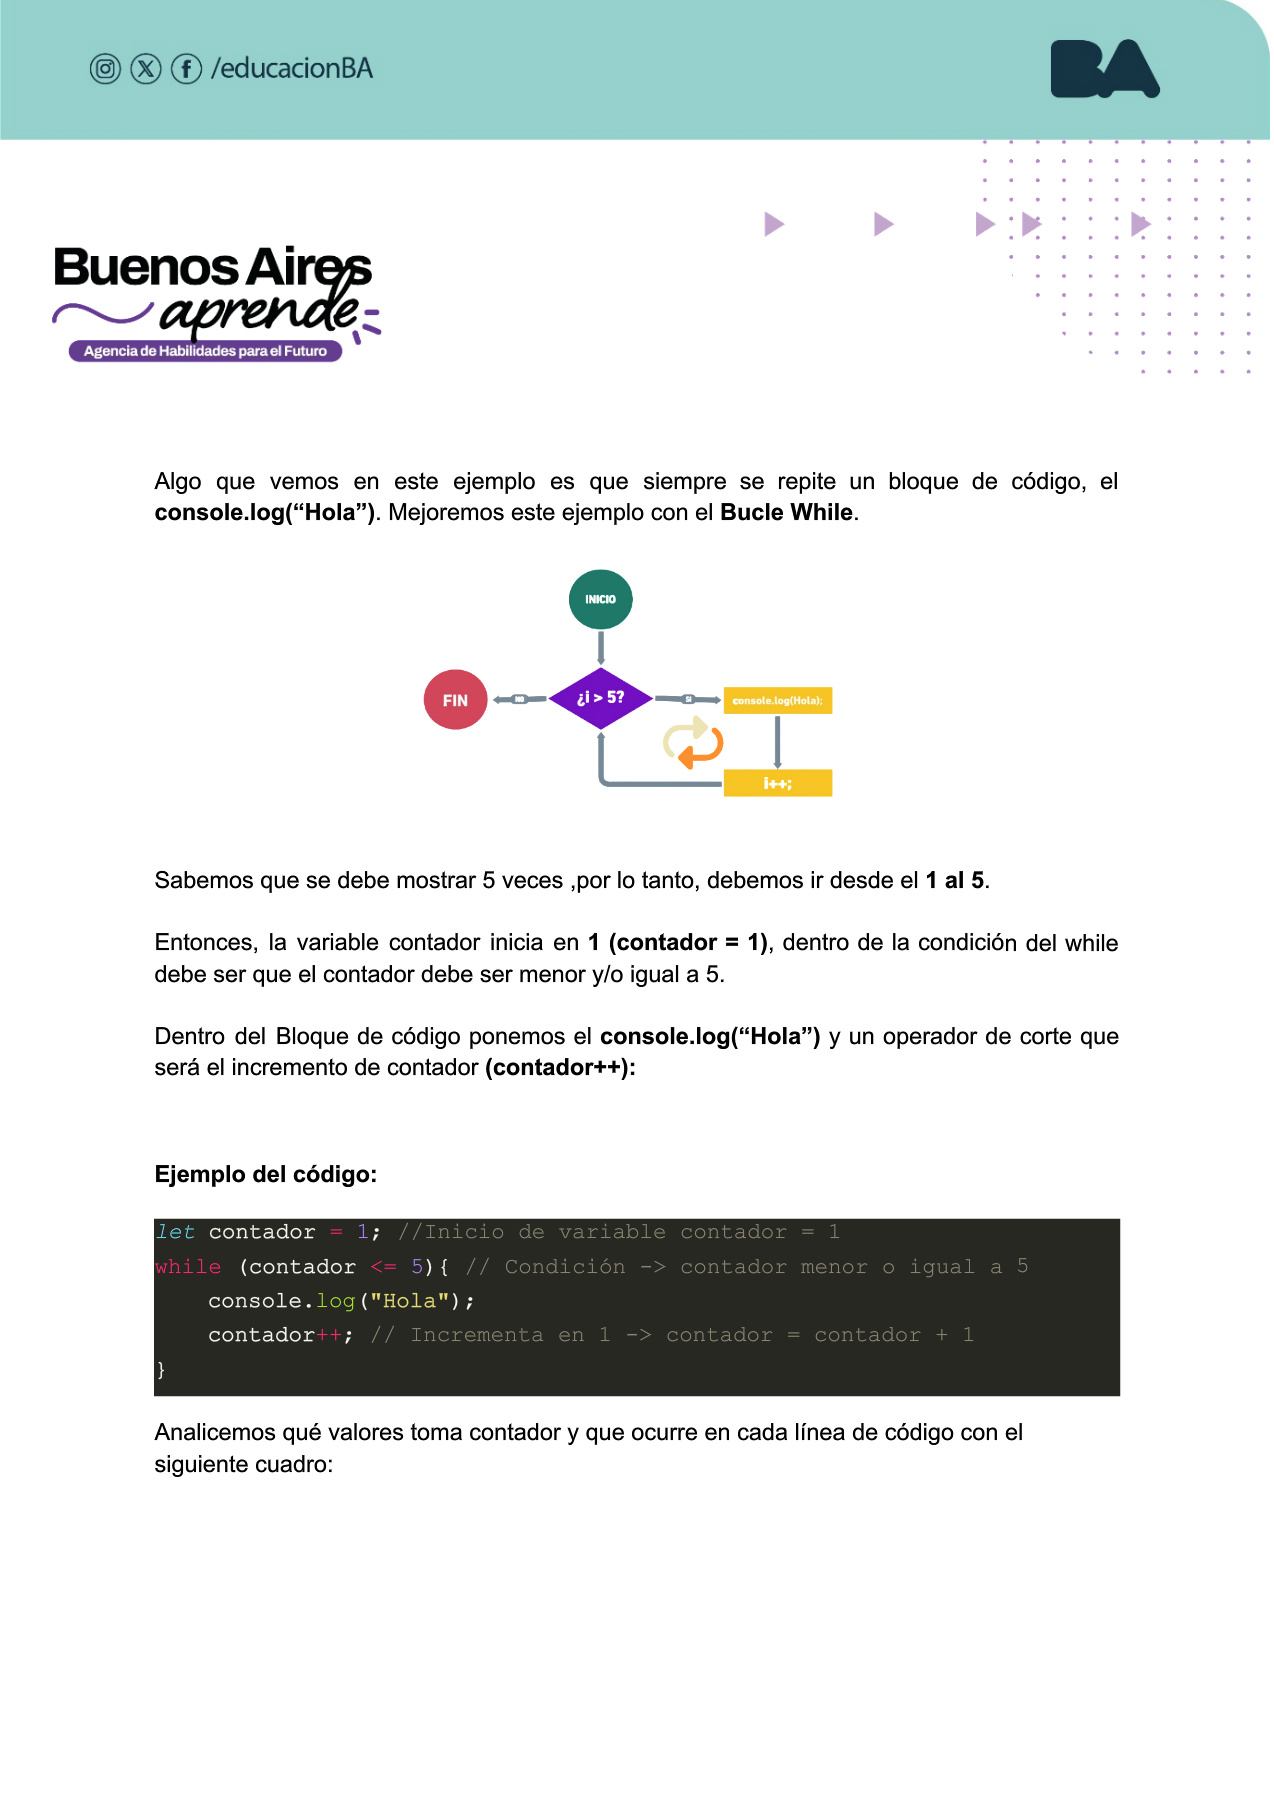 /educacionBA
BA
Buenos Aires
aprende
Agencia de Habilidades para el Futuro
Algo que vemos en este ejemplo es que siempre se repite un bloque de código, el
console.log(“Hola”). Mejoremos este ejemplo con el Bucle While.
INICIO
FIN
NO
¿i > 5?
SI
console.log(Hola);
i++;
Sabemos que se debe mostrar 5 veces ,por lo tanto, debemos ir desde el 1 al 5.
Entonces, la variable contador inicia en 1 (contador = 1), dentro de la condición del while
debe ser que el contador debe ser menor y/o igual a 5.
Dentro del Bloque de código ponemos el console.log(“Hola”) y un operador de corte que
será el incremento de contador (contador++):
Ejemplo del código:
let contador = 1; //Inicio de variable contador = 1
while (contador <= 5){ // Condición -> contador menor o igual a 5
    console.log("Hola");
    contador++; // Incrementa en 1 -> contador = contador + 1
}
Analicemos qué valores toma contador y que ocurre en cada línea de código con el
siguiente cuadro: